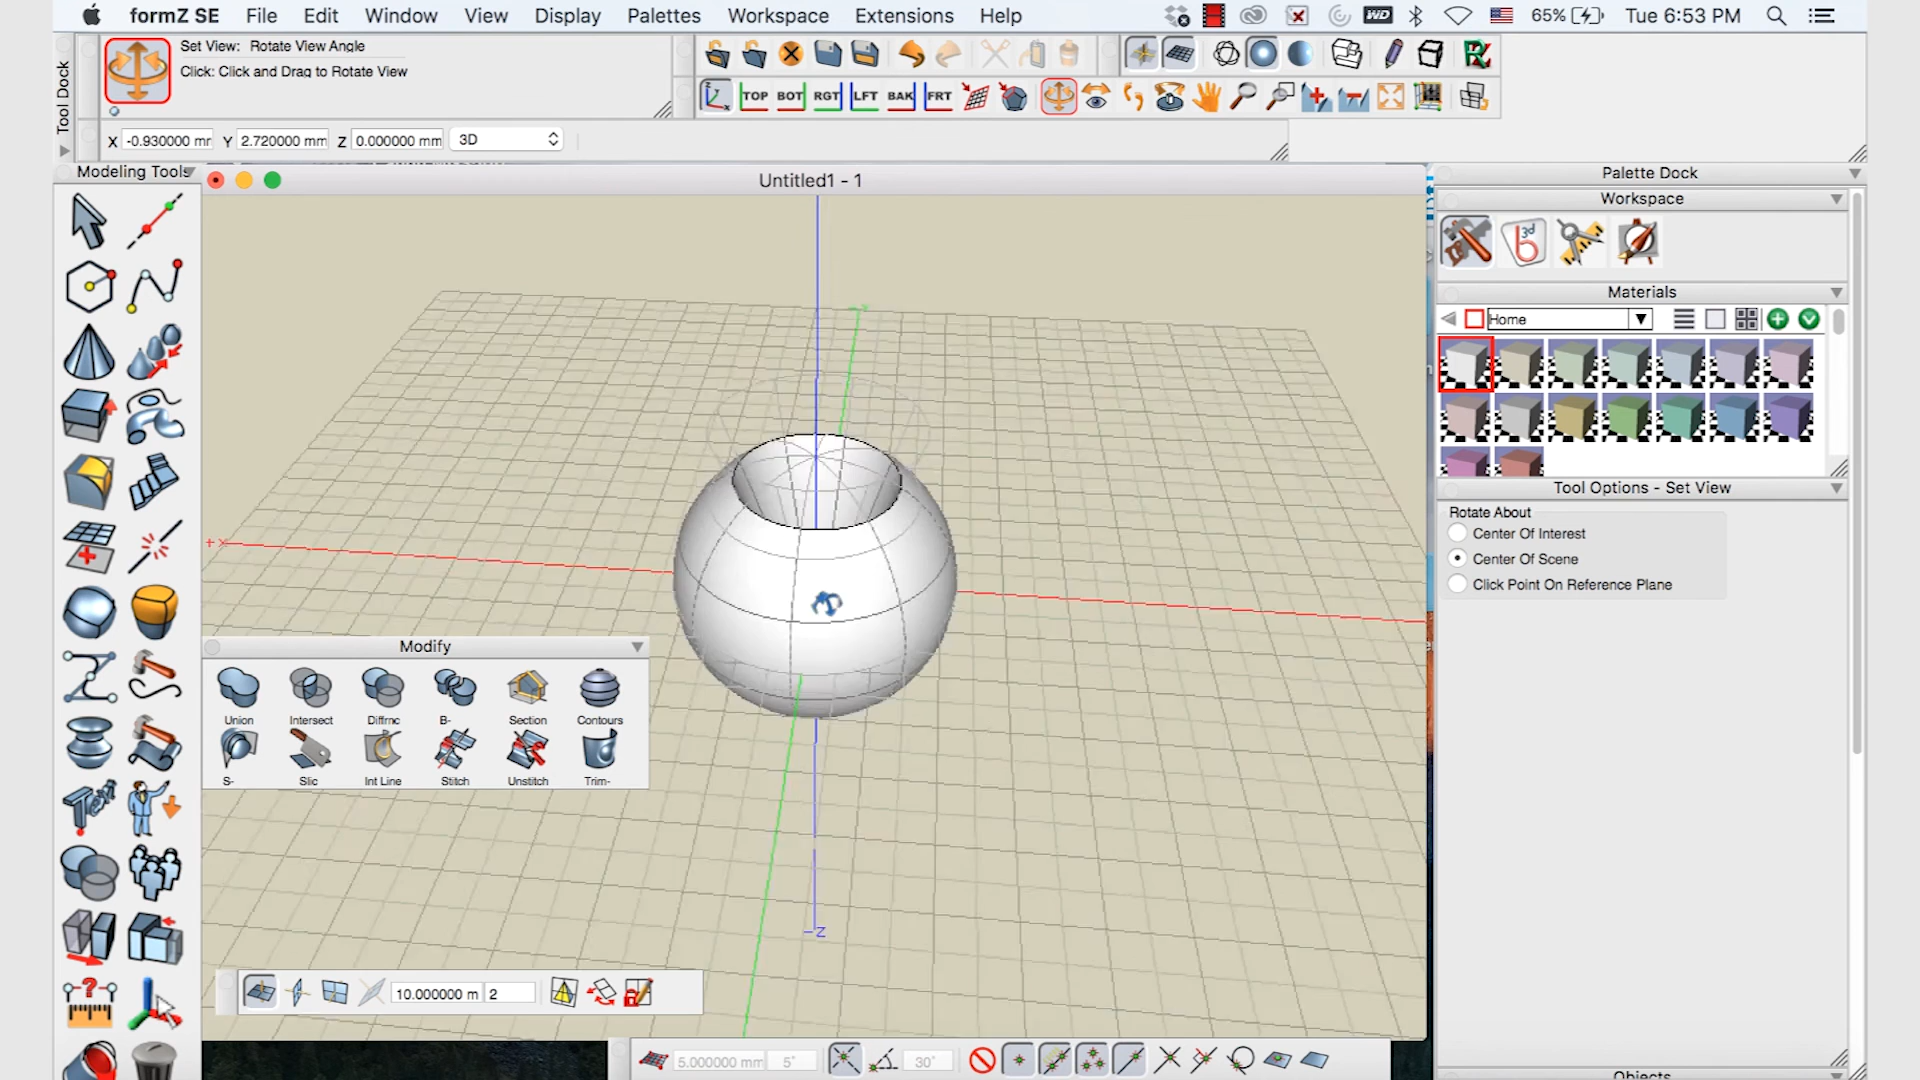 formZ SE File Edit Window View Display Palettes Workspace Extensions Help WD 65% Tue 6:53 PM
Tool Dock
Set View: Rotate View Angle
Click: Click and Drag to Rotate View
TOP BOT RGT LFT BAK FRT
X -0.930000 mr Y 2.720000 mm Z 0.000000 mm 3D
Modeling Tools
Untitled1 - 1
Palette Dock
Workspace
3d
Materials
Home
Tool Options - Set View
Rotate About
Center Of Interest
Center Of Scene
Click Point On Reference Plane
+X
Modify
Union Intersect Diffrnc B- Section Contours
S- Slic Int Line Stitch Unstitch Trim-
-Z
10.000000 m 2
5.000000 mm 5° 30°
Objects